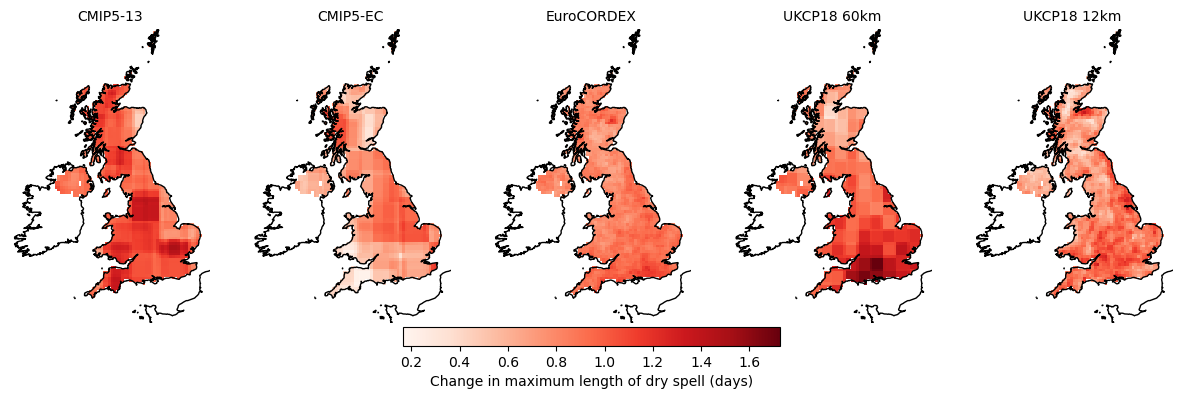 CMIP5-13
CMIP5-EC
EuroCORDEX
UKCP18 60km
UKCP18 12km
0.2 0.4 0.6 0.8 1.0 1.2 1.4 1.6
Change in maximum length of dry spell (days)